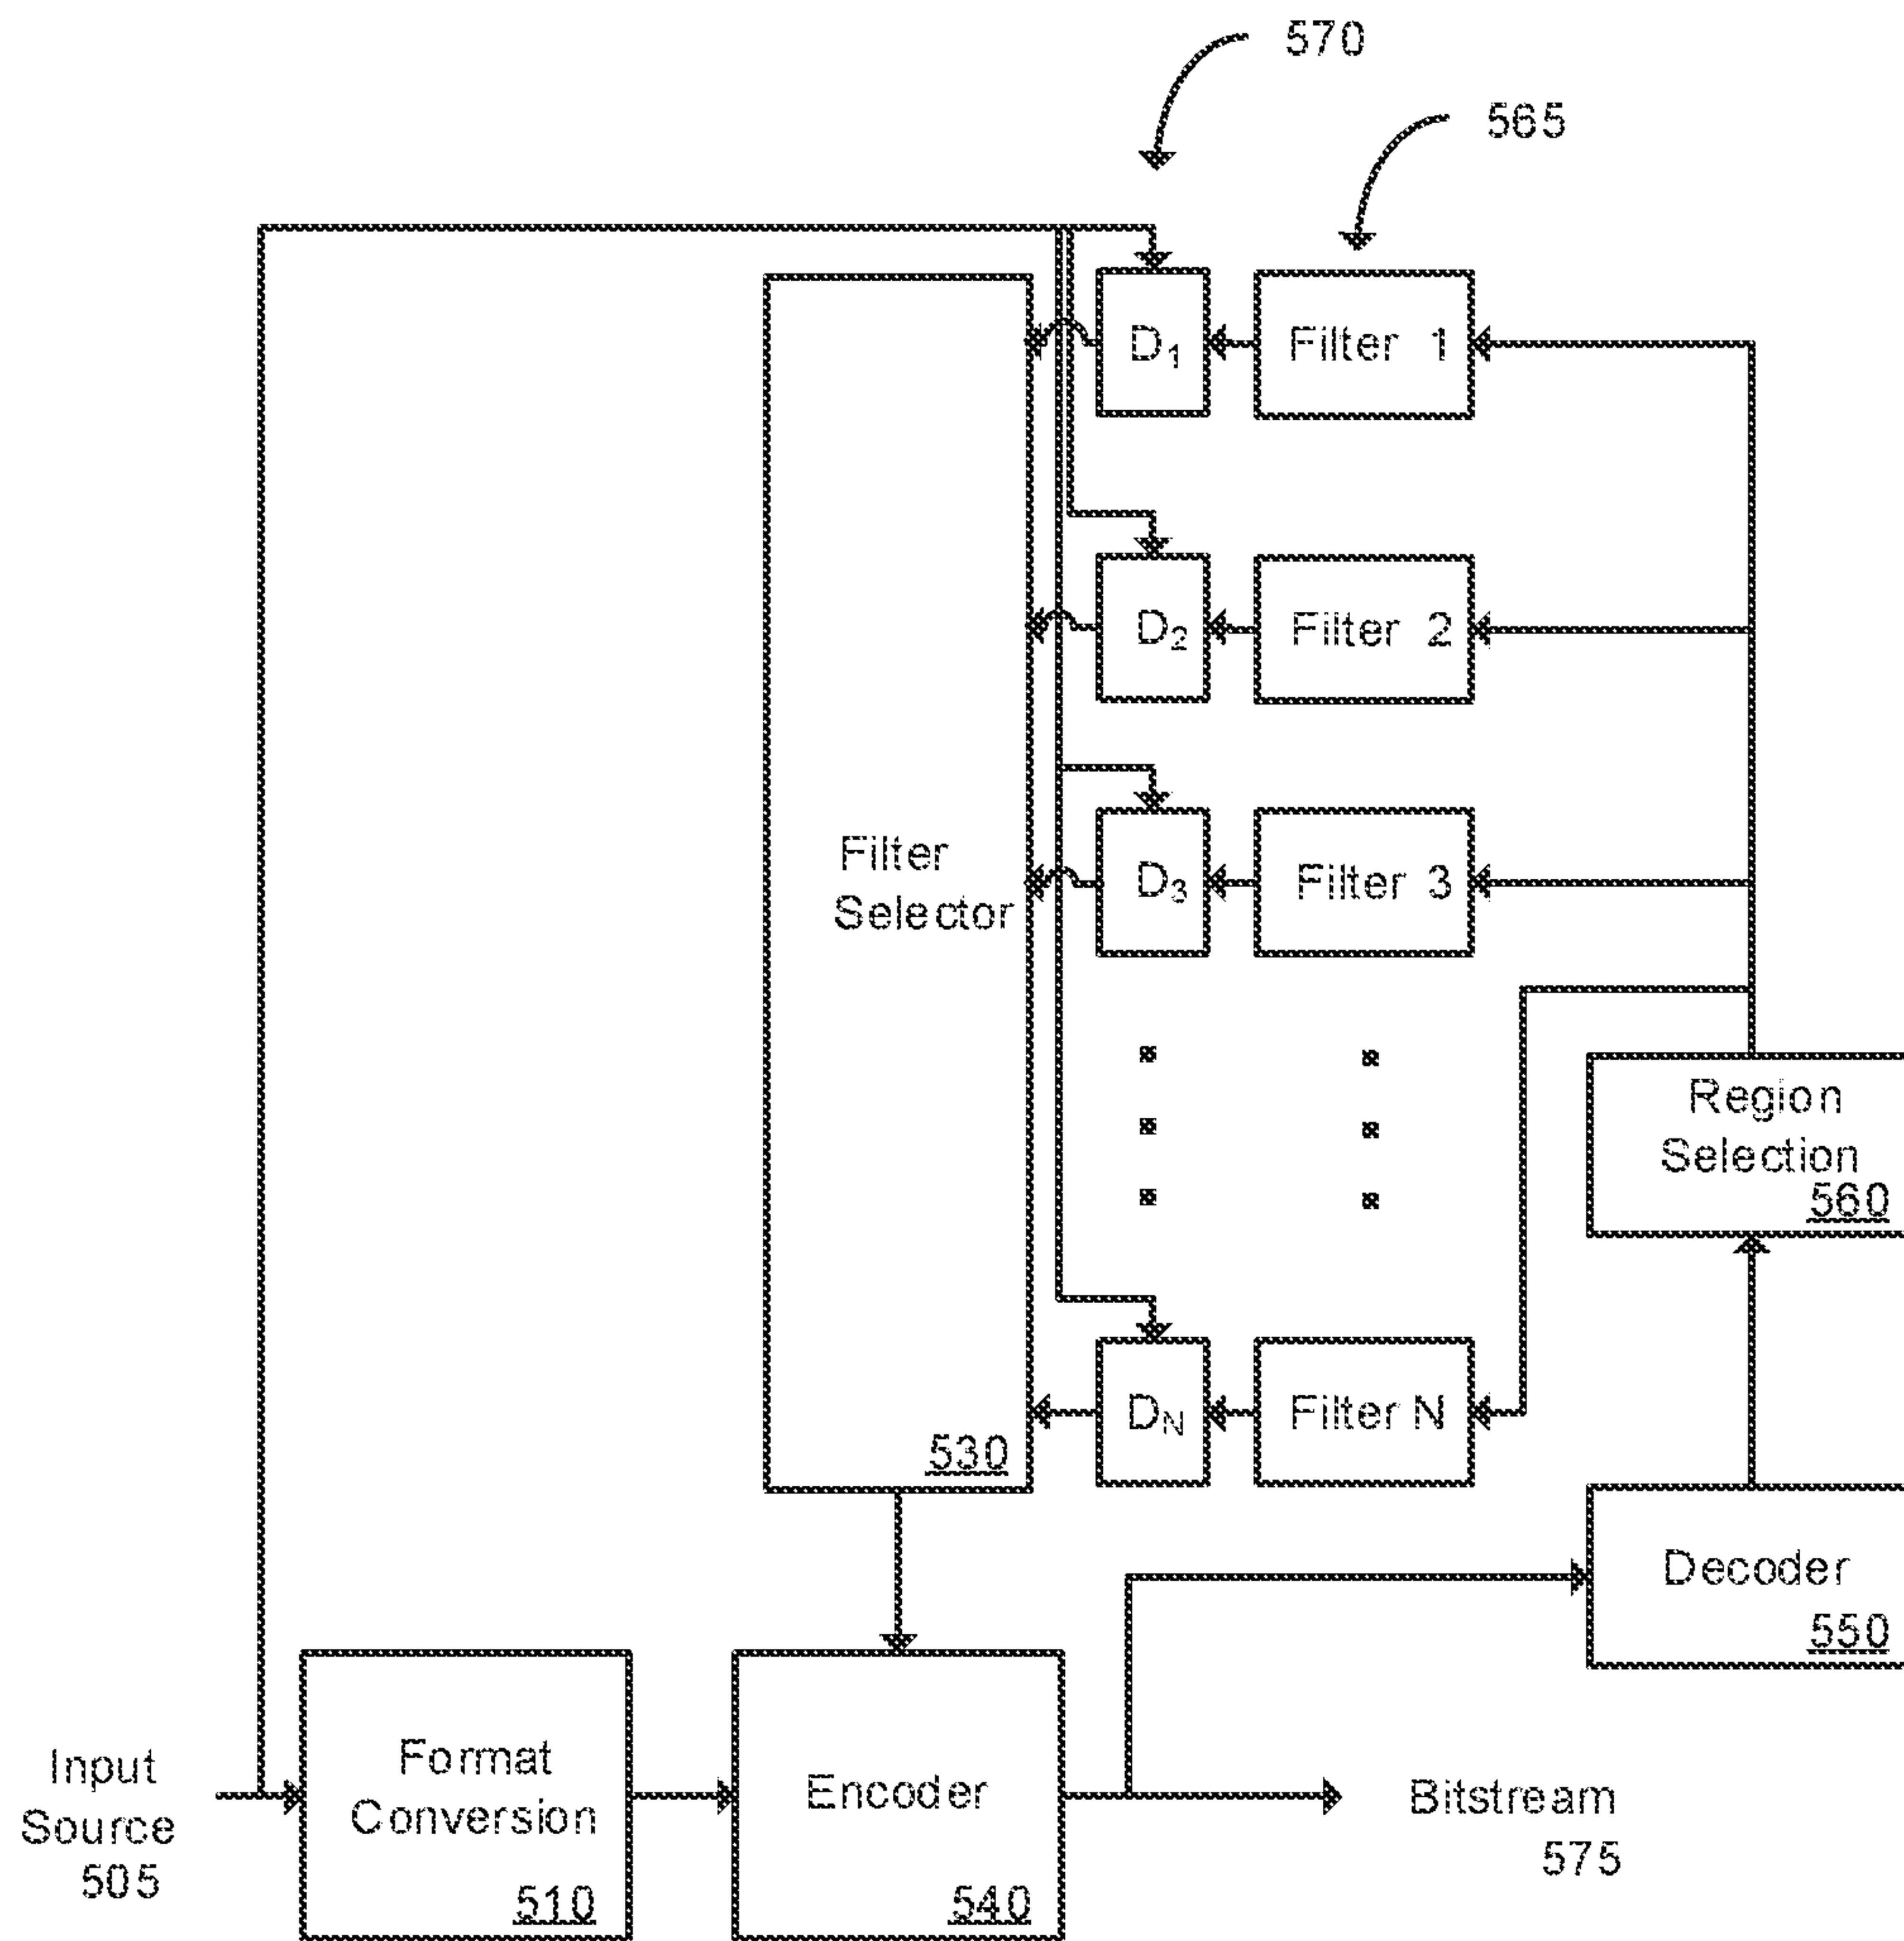 570
565
D1
Filter 1
D2
Filter 2
Filter
Selector
D3
Filter 3
Region
Selection
560
DN
Filter N
530
Decoder
550
Input
Source
505
Format
Conversion
510
Encoder
540
Bitstream
575